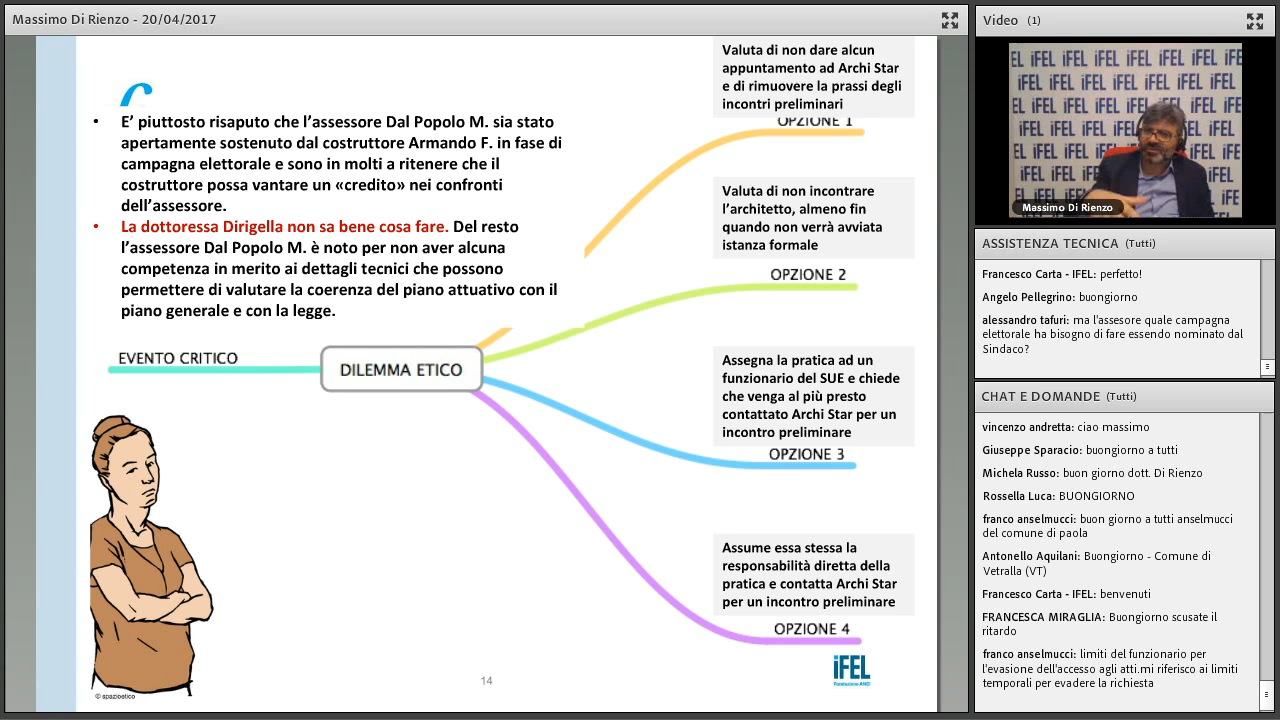 Massimo Di Rienzo - 20/04/2017
• E' piuttosto risaputo che l'assessore Dal Popolo M. sia stato
apertamente sostenuto dal costruttore Armando F. in fase di
campagna elettorale e sono in molti a ritenere che il
costruttore possa vantare un «credito» nei confronti
dell'assessore.
• La dottoressa Dirigella non sa bene cosa fare. Del resto
l'assessore Dal Popolo M. è noto per non aver alcuna
competenza in merito ai dettagli tecnici che possono
permettere di valutare la coerenza del piano attuativo con il
piano generale e con la legge.
EVENTO CRITICO
DILEMMA ETICO
Valuta di non dare alcun
appuntamento ad Archi Star
e di rimuovere la prassi degli
incontri preliminari
OPZIONE 1
Valuta di non incontrare
l'architetto, almeno fin
quando non verrà avviata
istanza formale
OPZIONE 2
Assegna la pratica ad un
funzionario del SUE e chiede
che venga al più presto
contattato Archi Star per un
incontro preliminare
OPZIONE 3
Assume essa stessa la
responsabilità diretta della
pratica e contatta Archi Star
per un incontro preliminare
OPZIONE 4
© spazioetico
14
iFEL
Fondazione ANCI
Video (1)
iFEL iFEL iFEL iFEL
Massimo Di Rienzo
ASSISTENZA TECNICA (Tutti)
Francesco Carta - IFEL: perfetto!
Angelo Pellegrino: buongiorno
alessandro tafuri: ma l'assesore quale campagna
elettorale ha bisogno di fare essendo nominato dal
Sindaco?
CHAT E DOMANDE (Tutti)
vincenzo andretta: ciao massimo
Giuseppe Sparacio: buongiorno a tutti
Michela Russo: buon giorno dott. Di Rienzo
Rossella Luca: BUONGIORNO
franco anselmucci: buon giorno a tutti anselmucci
del comune di paola
Antonello Aquilani: Buongiorno - Comune di
Vetralla (VT)
Francesco Carta - IFEL: benvenuti
FRANCESCA MIRAGLIA: Buongiorno scusate il
ritardo
franco anselmucci: limiti del funzionario per
l'evasione dell'accesso agli atti.mi riferisco ai limiti
temporali per evadere la richiesta